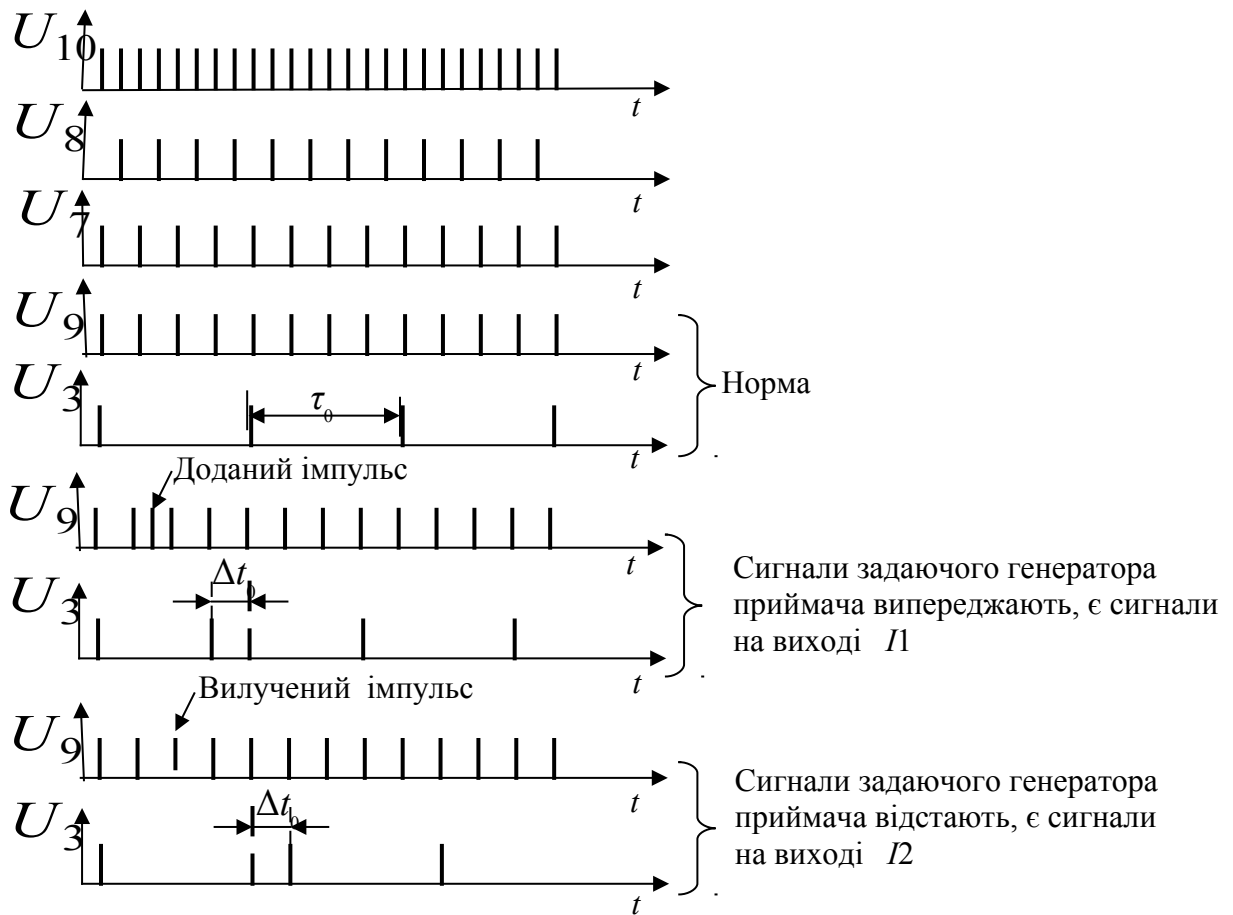 U10
t
U8
t
U7
t
U9
t
Норма
U3
τ0
t
Доданий імпульс
U9
t
Сигнали задаючого генератора
приймача випереджають, є сигнали
на виході I1
Δt0
U3
t
Вилучений імпульс
U9
t
Сигнали задаючого генератора
приймача відстають, є сигнали
на виході I2
Δt0
U3
t